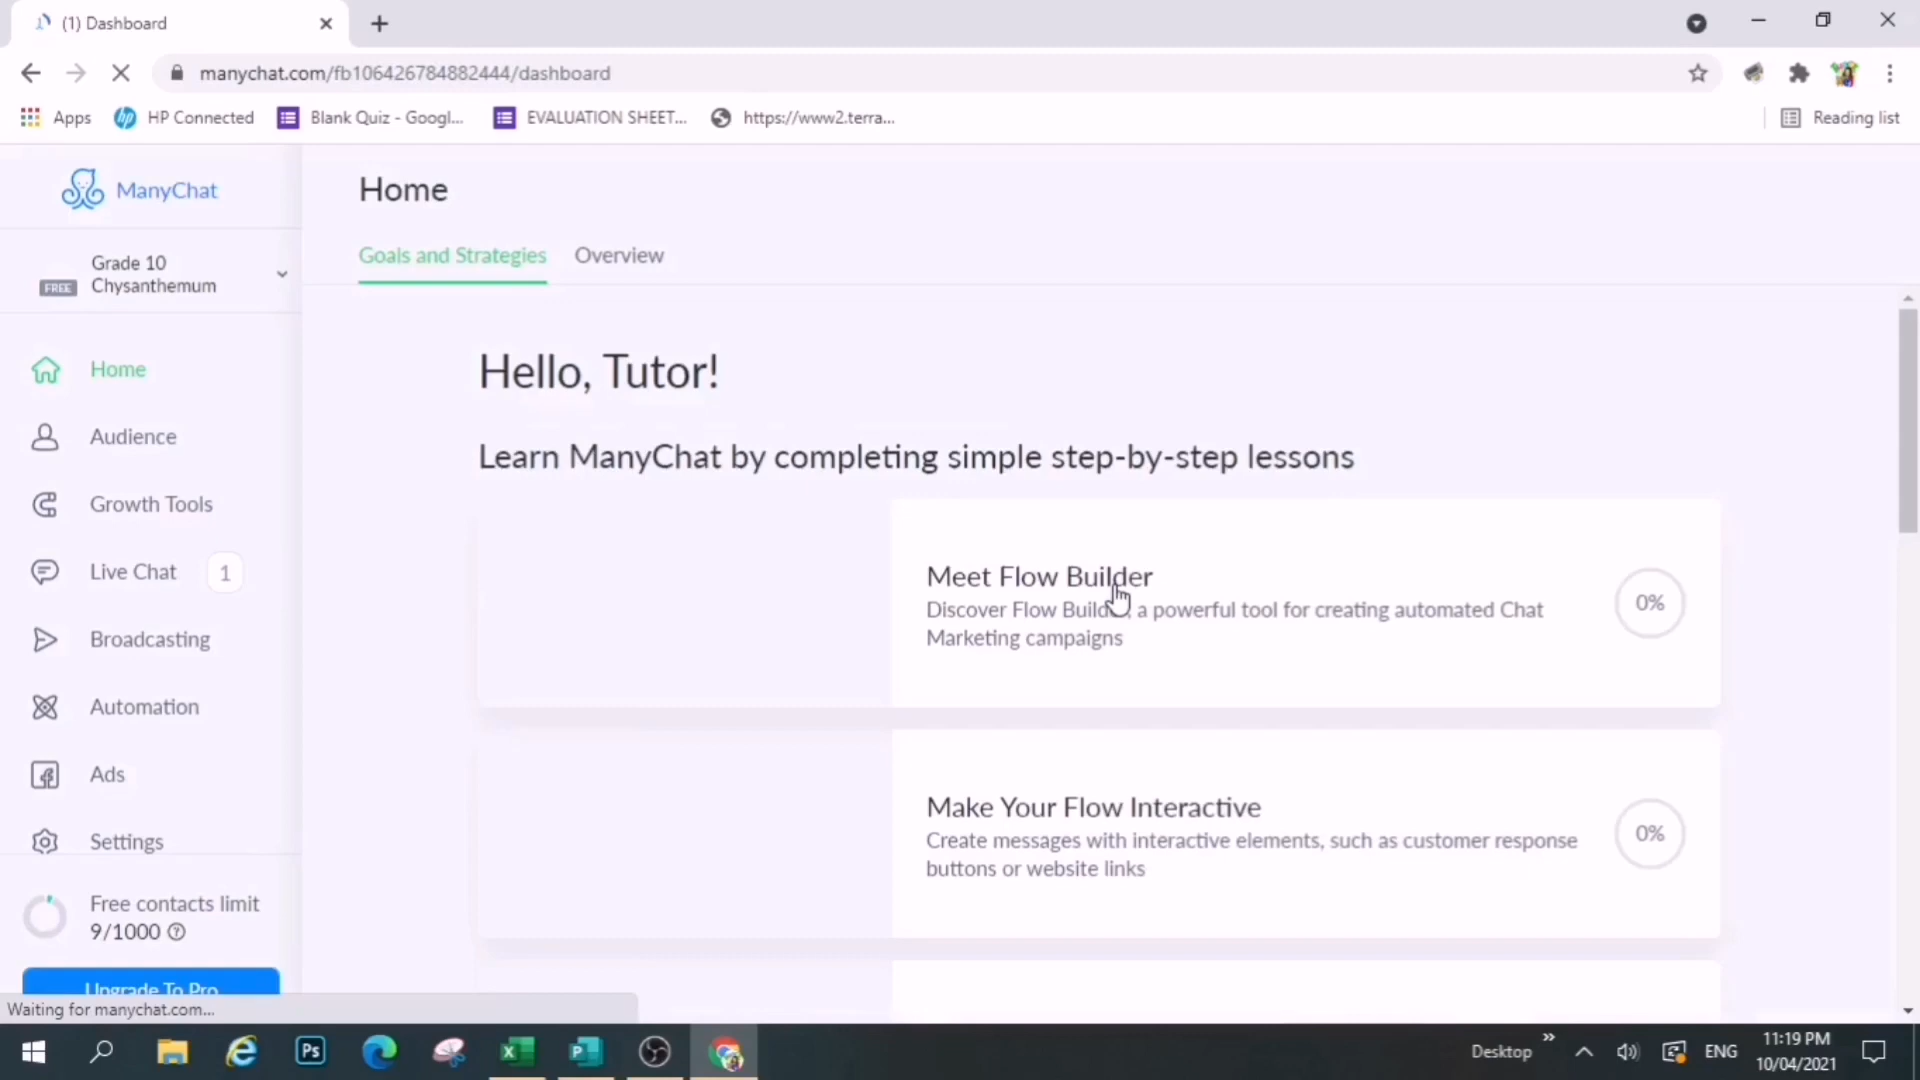 (1) Dashboard
manychat.com/fb106426784882444/dashboard
Apps HP Connected Blank Quiz - Googl... EVALUATION SHEET... https://www2.terra... Reading list
ManyChat
Grade 10
FREE Chysanthemum
Home
Audience
Growth Tools
Live Chat 1
Broadcasting
Automation
Ads
Settings
Free contacts limit
9/1000
Upgrade To Pro
Home
Goals and Strategies Overview
Hello, Tutor!
Learn ManyChat by completing simple step-by-step lessons
Meet Flow Builder
Discover Flow Builder, a powerful tool for creating automated Chat
Marketing campaigns
0%
Make Your Flow Interactive
Create messages with interactive elements, such as customer response
buttons or website links
0%
Waiting for manychat.com...
Ps
Desktop ENG
11:19 PM
10/04/2021